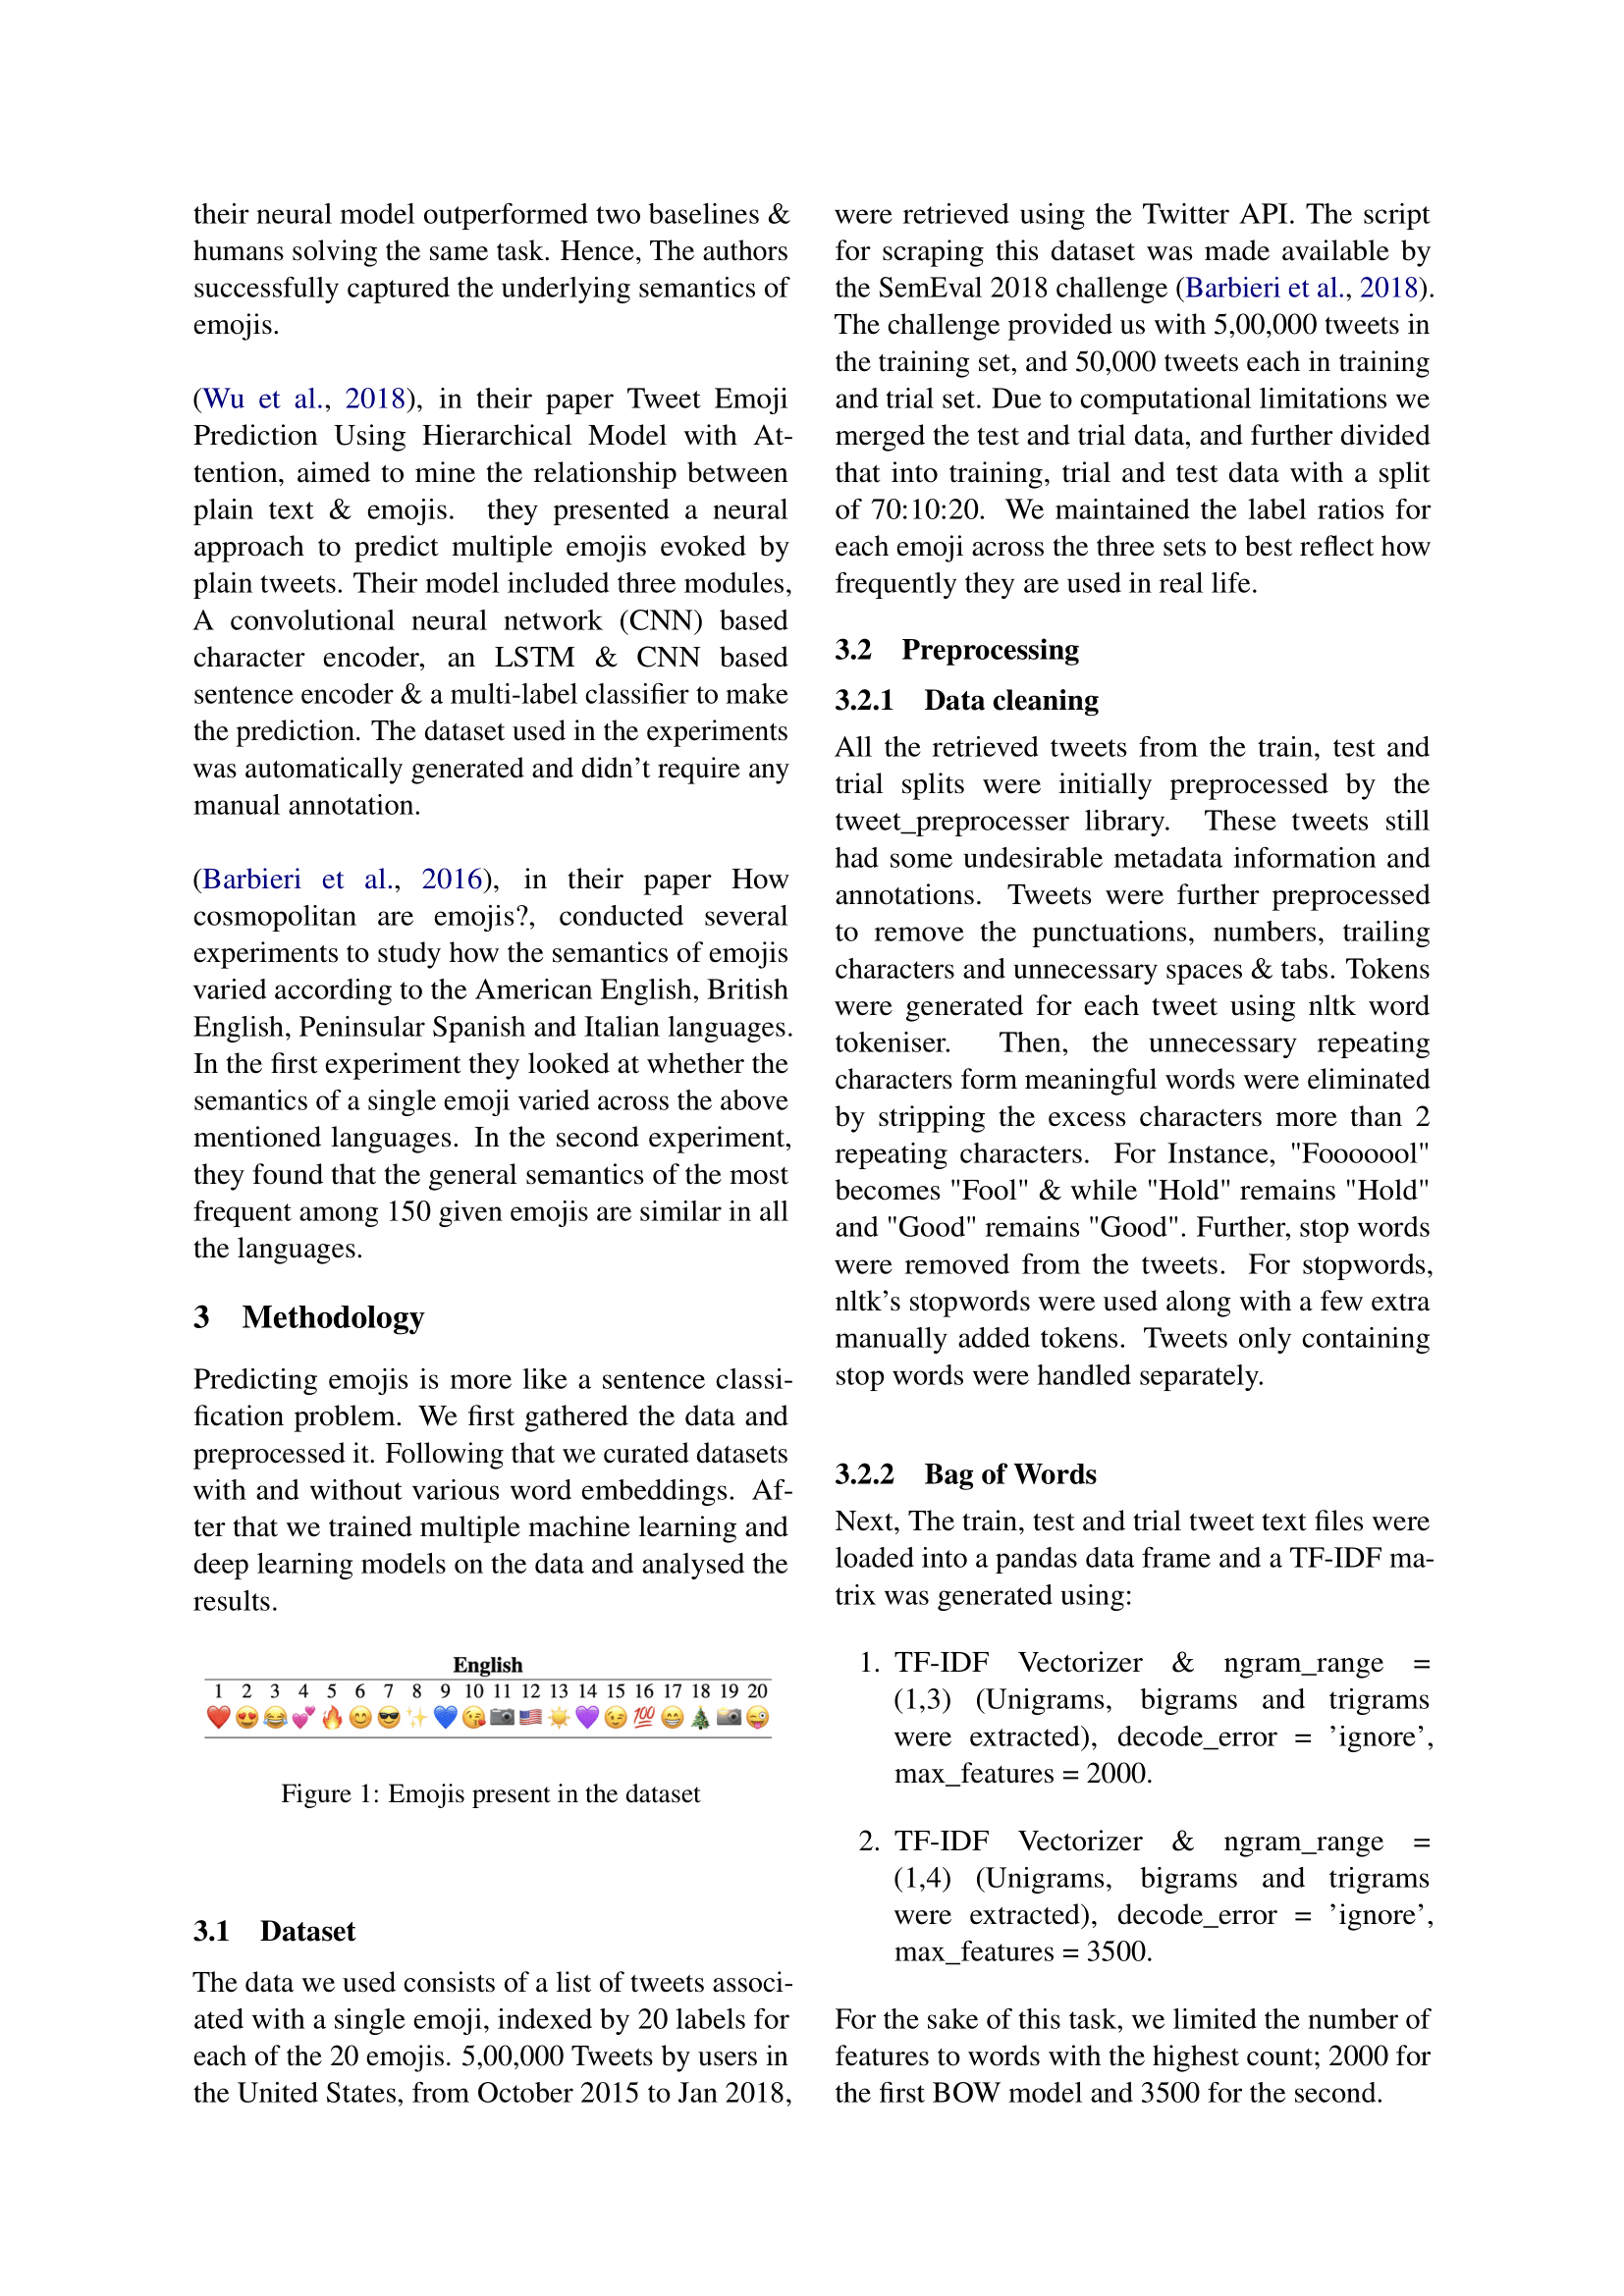 their neural model outperformed two baselines &
humans solving the same task. Hence, The authors
successfully captured the underlying semantics of
emojis.
(Wu et al., 2018), in their paper Tweet Emoji
Prediction Using Hierarchical Model with At-
tention, aimed to mine the relationship between
plain text & emojis. they presented a neural
approach to predict multiple emojis evoked by
plain tweets. Their model included three modules,
A convolutional neural network (CNN) based
character encoder, an LSTM & CNN based
sentence encoder & a multi-label classifier to make
the prediction. The dataset used in the experiments
was automatically generated and didn't require any
manual annotation.
(Barbieri et al., 2016), in their paper How
cosmopolitan are emojis?, conducted several
experiments to study how the semantics of emojis
varied according to the American English, British
English, Peninsular Spanish and Italian languages.
In the first experiment they looked at whether the
semantics of a single emoji varied across the above
mentioned languages. In the second experiment,
they found that the general semantics of the most
frequent among 150 given emojis are similar in all
the languages.
3 Methodology
Predicting emojis is more like a sentence classi-
fication problem. We first gathered the data and
preprocessed it. Following that we curated datasets
with and without various word embeddings. Af-
ter that we trained multiple machine learning and
deep learning models on the data and analysed the
results.
English
1 2 3 4 5 6 7 8 9 10 11 12 13 14 15 16 17 18 19 20
❤️ 😍 😂 💕 🔥 😊 😎 ✨ 💙 😘 📷 🇺🇸 ☀️ 💜 😉 💯 😁 🎄 📸 😜
Figure 1: Emojis present in the dataset
3.1 Dataset
The data we used consists of a list of tweets associ-
ated with a single emoji, indexed by 20 labels for
each of the 20 emojis. 5,00,000 Tweets by users in
the United States, from October 2015 to Jan 2018,
were retrieved using the Twitter API. The script
for scraping this dataset was made available by
the SemEval 2018 challenge (Barbieri et al., 2018).
The challenge provided us with 5,00,000 tweets in
the training set, and 50,000 tweets each in training
and trial set. Due to computational limitations we
merged the test and trial data, and further divided
that into training, trial and test data with a split
of 70:10:20. We maintained the label ratios for
each emoji across the three sets to best reflect how
frequently they are used in real life.
3.2 Preprocessing
3.2.1 Data cleaning
All the retrieved tweets from the train, test and
trial splits were initially preprocessed by the
tweet_preprocesser library. These tweets still
had some undesirable metadata information and
annotations. Tweets were further preprocessed
to remove the punctuations, numbers, trailing
characters and unnecessary spaces & tabs. Tokens
were generated for each tweet using nltk word
tokeniser. Then, the unnecessary repeating
characters form meaningful words were eliminated
by stripping the excess characters more than 2
repeating characters. For Instance, "Fooooool"
becomes "Fool" & while "Hold" remains "Hold"
and "Good" remains "Good". Further, stop words
were removed from the tweets. For stopwords,
nltk's stopwords were used along with a few extra
manually added tokens. Tweets only containing
stop words were handled separately.
3.2.2 Bag of Words
Next, The train, test and trial tweet text files were
loaded into a pandas data frame and a TF-IDF ma-
trix was generated using:
1. TF-IDF Vectorizer & ngram_range =
(1,3) (Unigrams, bigrams and trigrams
were extracted), decode_error = 'ignore',
max_features = 2000.
2. TF-IDF Vectorizer & ngram_range =
(1,4) (Unigrams, bigrams and trigrams
were extracted), decode_error = 'ignore',
max_features = 3500.
For the sake of this task, we limited the number of
features to words with the highest count; 2000 for
the first BOW model and 3500 for the second.